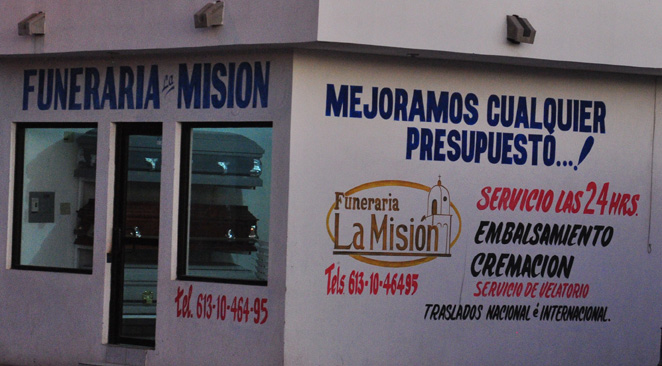 FUNERARIA LA MISION
tel. 613-10-464-95
MEJORAMOS CUALQUIER
PRESUPUESTO...!
Funeraria
La Misión
Tels. 613-10-46495
SERVICIO LAS 24 HRS.
EMBALSAMIENTO
CREMACION
SERVICIO DE VELATORIO
TRASLADOS NACIONAL é INTERNACIONAL.